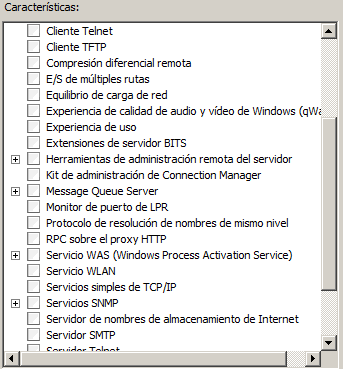 Características:
Cliente Telnet
Cliente TFTP
Compresión diferencial remota
E/S de múltiples rutas
Equilibrio de carga de red
Experiencia de calidad de audio y vídeo de Windows (qWa
Experiencia de uso
Extensiones de servidor BITS
Herramientas de administración remota del servidor
Kit de administración de Connection Manager
Message Queue Server
Monitor de puerto de LPR
Protocolo de resolución de nombres de mismo nivel
RPC sobre el proxy HTTP
Servicio WAS (Windows Process Activation Service)
Servicio WLAN
Servicios simples de TCP/IP
Servicios SNMP
Servidor de nombres de almacenamiento de Internet
Servidor SMTP
Servidor Telnet